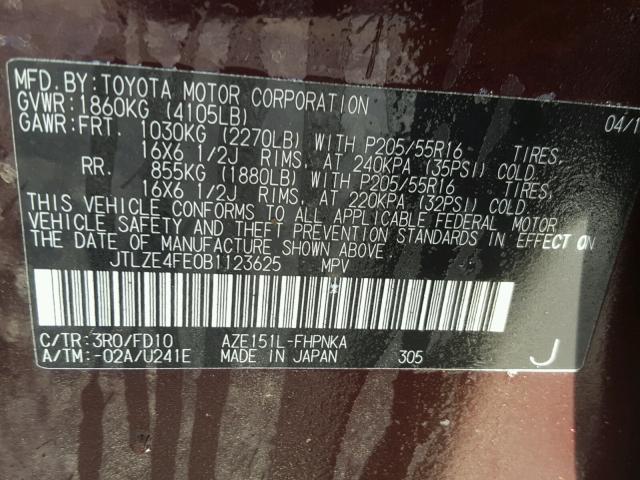 MFD. BY: TOYOTA MOTOR CORPORATION
GVWR: 1860KG (4105LB) 04/1
GAWR: FRT. 1030KG (2270LB) WITH P205/55R16 TIRES,
16X6 1/2J RIMS, AT 240KPA (35PSI) COLD
RR. 855KG (1880LB) WITH P205/55R16 TIRES,
16X6 1/2J RIMS, AT 220KPA (32PSI) COLD
THIS VEHICLE CONFORMS TO ALL APPLICABLE FEDERAL MOTOR
VEHICLE SAFETY AND THEFT PREVENTION STANDARDS IN EFFECT ON
THE DATE OF MANUFACTURE SHOWN ABOVE.
JTLZE4FE0B1123625 MPV
C/TR: 3R0/FD10 AZE151L-FHPNKA
A/TM: -02A/U241E MADE IN JAPAN 305 J